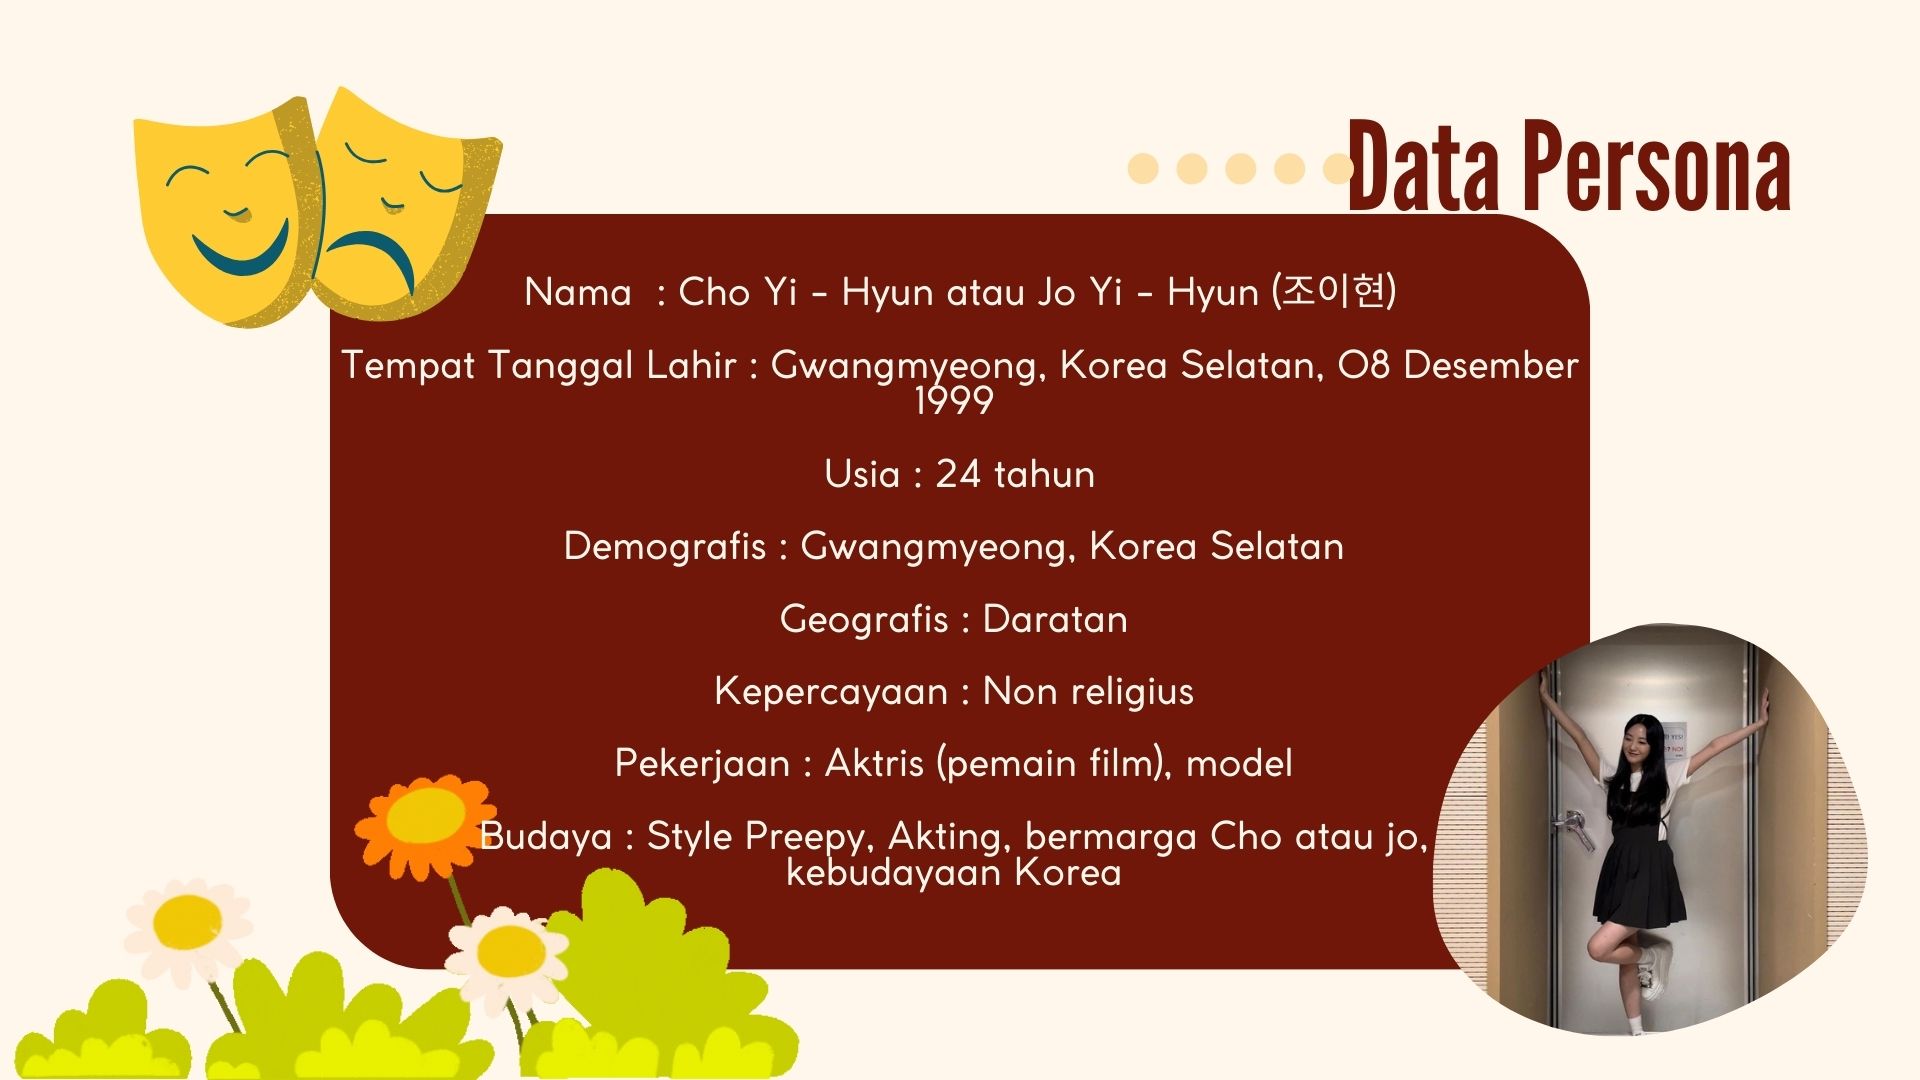 Data Persona
Nama : Cho Yi - Hyun atau Jo Yi - Hyun (조이현)
Tempat Tanggal Lahir : Gwangmyeong, Korea Selatan, 08 Desember
1999
Usia : 24 tahun
Demografis : Gwangmyeong, Korea Selatan
Geografis : Daratan
Kepercayaan : Non religius
Pekerjaan : Aktris (pemain film), model
Budaya : Style Preepy, Akting, bermarga Cho atau jo,
kebudayaan Korea
YES!
? NO!